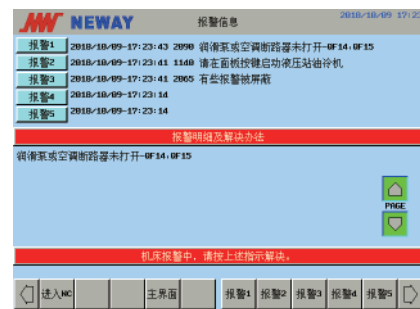 NEWAY 报警信息 2018/10/09 17:23
报警1 2018/10/09-17:23:43 2090 润滑泵或空调断路器未打开-QF14,QF15
报警2 2018/10/09-17:23:41 1140 请在面板按键启动液压站油冷机
报警3 2018/10/09-17:23:41 2065 有些报警被屏蔽
报警4 2018/10/09-17:23:14
报警5 2018/10/09-17:23:14
报警明细及解决办法
润滑泵或空调断路器未打开-QF14,QF15
PAGE
机床报警中,请按上述指示解决。
进入NC 主界面 报警1 报警2 报警3 报警4 报警5